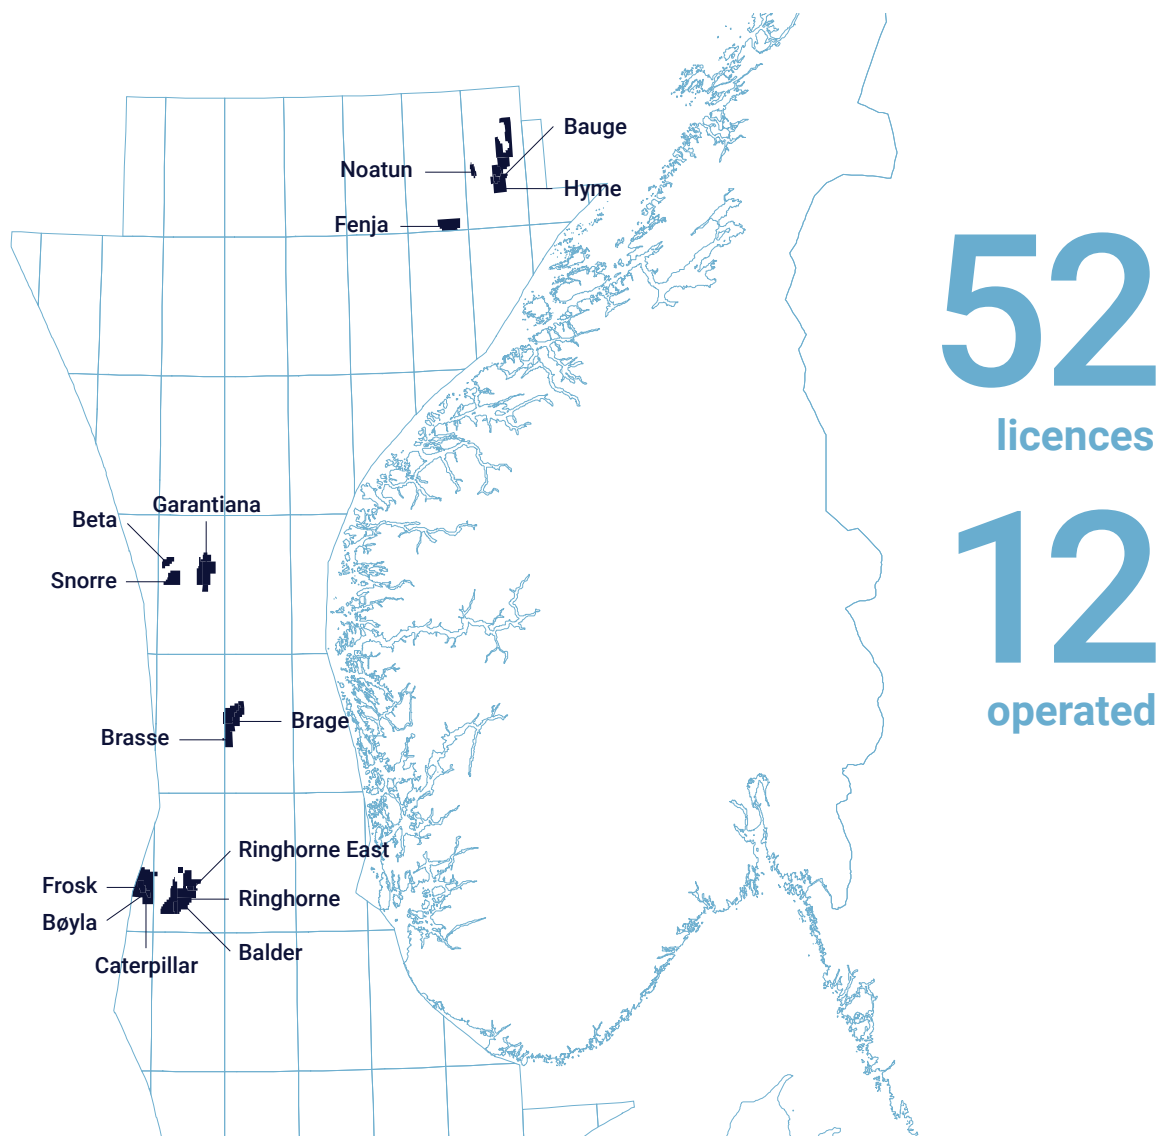 Bauge
Noatun
Hyme
Fenja
52
licences
Garantiana
Beta
Snorre
12
operated
Brage
Brasse
Ringhorne East
Frosk
Ringhorne
Bøyla
Balder
Caterpillar